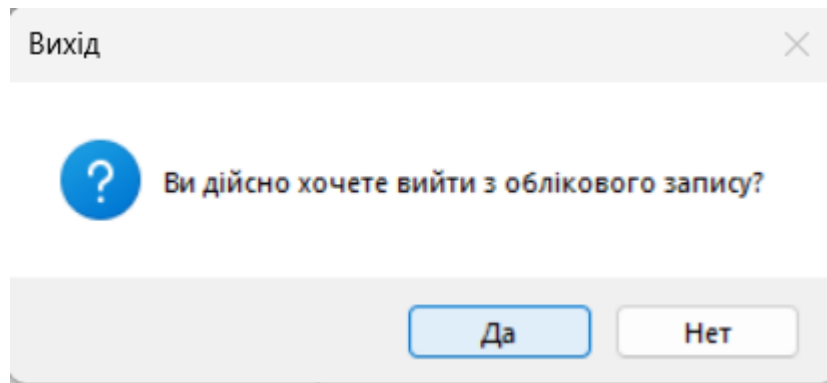 Вихід
Ви дійсно хочете вийти з облікового запису?
Да Нет